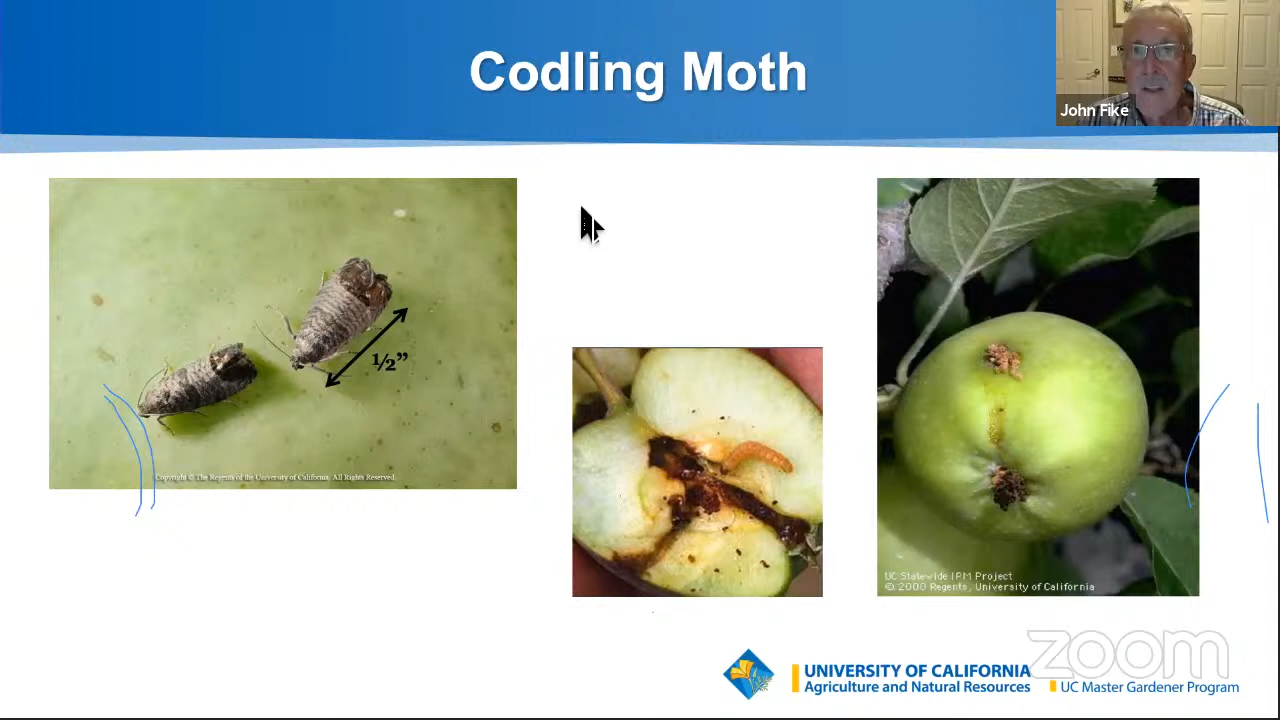 Codling Moth
John Fike
½”
Copyright © The Regents of the University of California. All Rights Reserved.
UC Statewide IPM Project
© 2000 Regents, University of California
zoom
UNIVERSITY OF CALIFORNIA
Agriculture and Natural Resources
UC Master Gardener Program